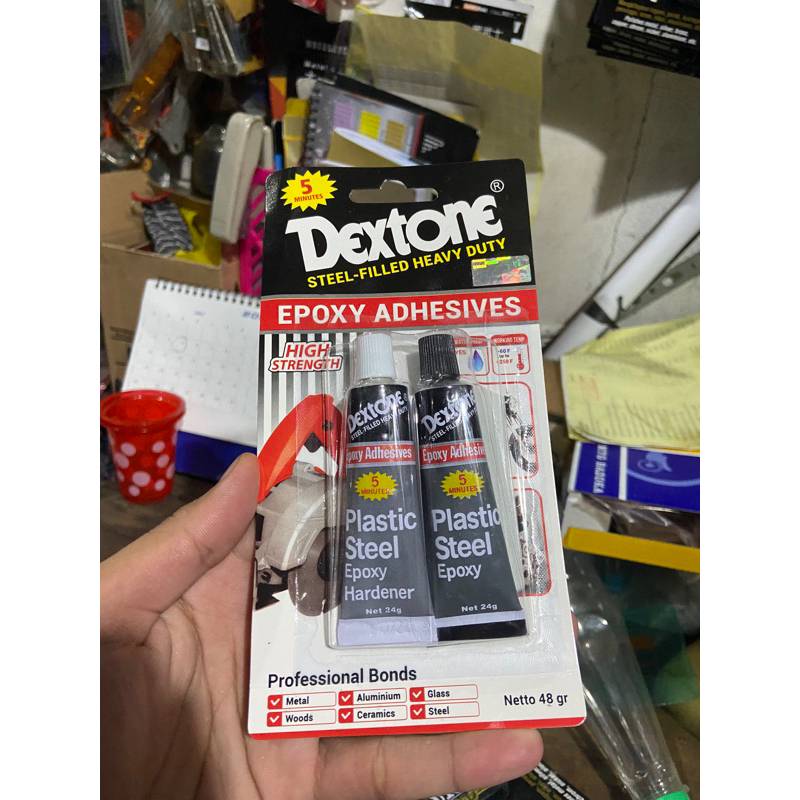 5
MINUTES
DEXTONE®
STEEL-FILLED HEAVY DUTY
EPOXY ADHESIVES
HIGH
STRENGTH
WORKING TEMP
DEXTONE
STEEL-FILLED HEAVY DUTY
Epoxy Adhesives
5
MINUTES
Plastic
Steel
Epoxy
Hardener
Net 24g
DEXTONE
STEEL-FILLED HEAVY DUTY
Epoxy Adhesives
5
MINUTES
Plastic
Steel
Epoxy
Net 24g
Professional Bonds
Metal
Aluminium
Glass
Woods
Ceramics
Steel
Netto 48 gr